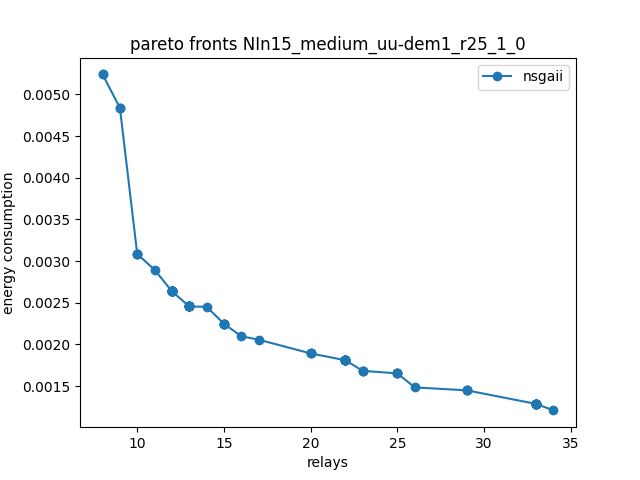 pareto fronts NIn15_medium_uu-dem1_r25_1_0
nsgaii
energy consumption
0.0050
0.0045
0.0040
0.0035
0.0030
0.0025
0.0020
0.0015
10 15 20 25 30 35
relays